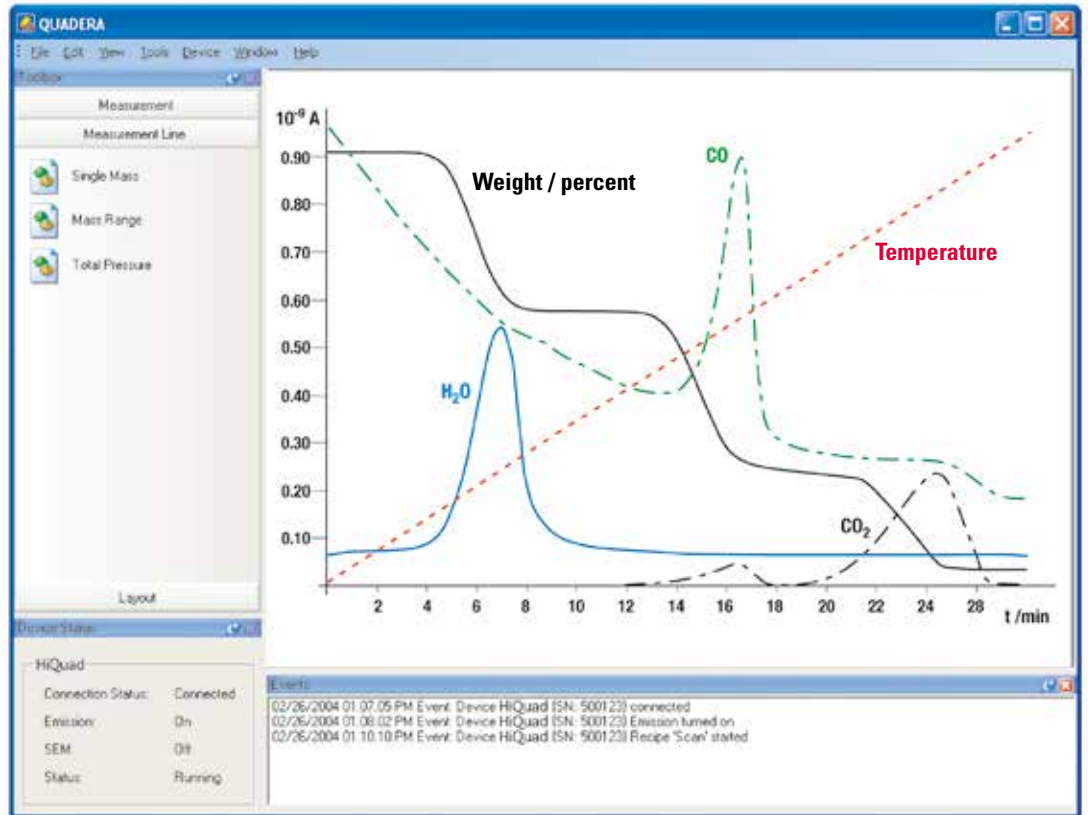 QUADERA
File Edit View Tools Device Window Help
Toolbox
Measurement
Measurement Line
Single Mass
Mass Range
Total Pressure
Layout
Device Status
HiQuad
Connection Status: Connected
Emission: On
SEM: Off
Status: Running
10⁻⁹ A
0.90
0.80
0.70
0.60
0.50
0.40
0.30
0.20
0.10
Weight / percent
CO
Temperature
H₂O
CO₂
2 4 6 8 10 12 14 16 18 20 22 24 28
t /min
Events
02/26/2004 01.07.05 PM Event: Device HiQuad (SN: 500123) connected
02/26/2004 01.08.02 PM Event: Device HiQuad (SN: 500123) Emission turned on
02/26/2004 01.10.10 PM Event: Device HiQuad (SN: 500123) Recipe 'Scan' started